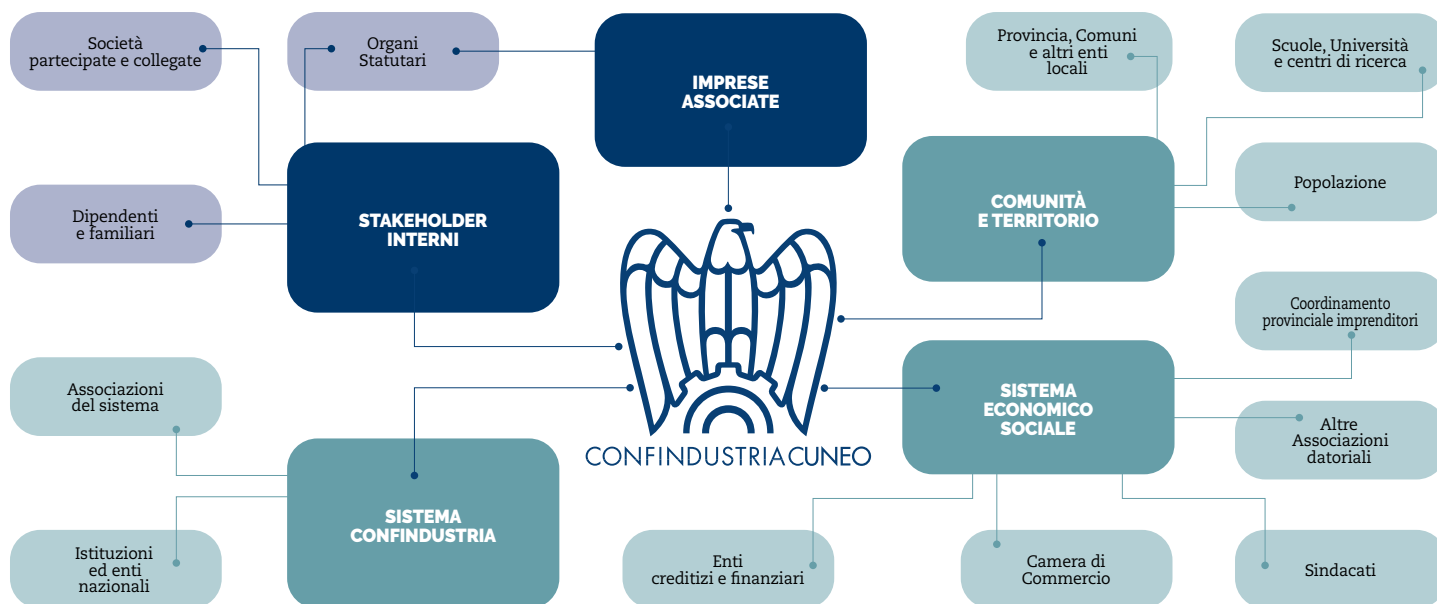 Società
partecipate e collegate
Organi
Statutari
IMPRESE
ASSOCIATE
Provincia, Comuni
e altri enti
locali
Scuole, Università
e centri di ricerca
Dipendenti
e familiari
STAKEHOLDER
INTERNI
COMUNITÀ
E TERRITORIO
Popolazione
Coordinamento
provinciale imprenditori
Associazioni
del sistema
SISTEMA
ECONOMICO
SOCIALE
Altre
Associazioni
datoriali
CONFINDUSTRIACUNEO
SISTEMA
CONFINDUSTRIA
Istituzioni
ed enti
nazionali
Enti
creditizi e finanziari
Camera di
Commercio
Sindacati